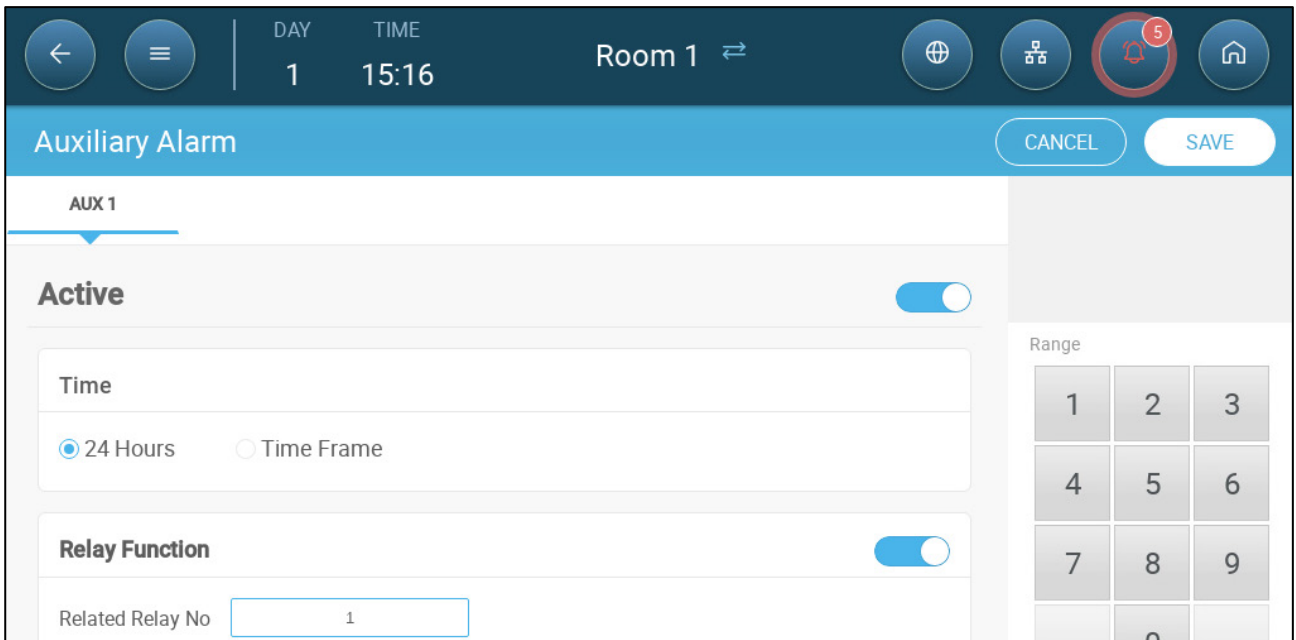 DAY TIME 5
1 15:16 Room 1
Auxiliary Alarm CANCEL SAVE
AUX 1
Active
Range
Time
24 Hours Time Frame
1 2 3
4 5 6
7 8 9
Relay Function
Related Relay No 1